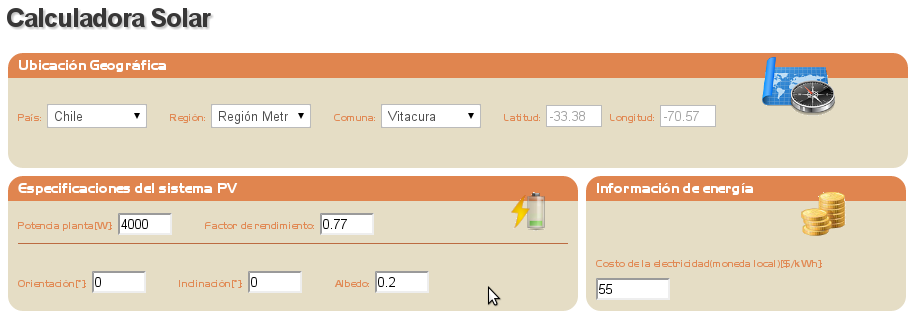 Calculadora Solar
Ubicación Geográfica
País: Chile Región: Región Metr Comuna: Vitacura Latitud: -33.38 Longitud: -70.57
Especificaciones del sistema PV
Potencia planta[W]: 4000 Factor de rendimiento: 0.77
Orientación[°]: 0 Inclinación[°]: 0 Albedo: 0.2
Información de energía
Costo de la electricidad(moneda local)[$/kWh]:
55